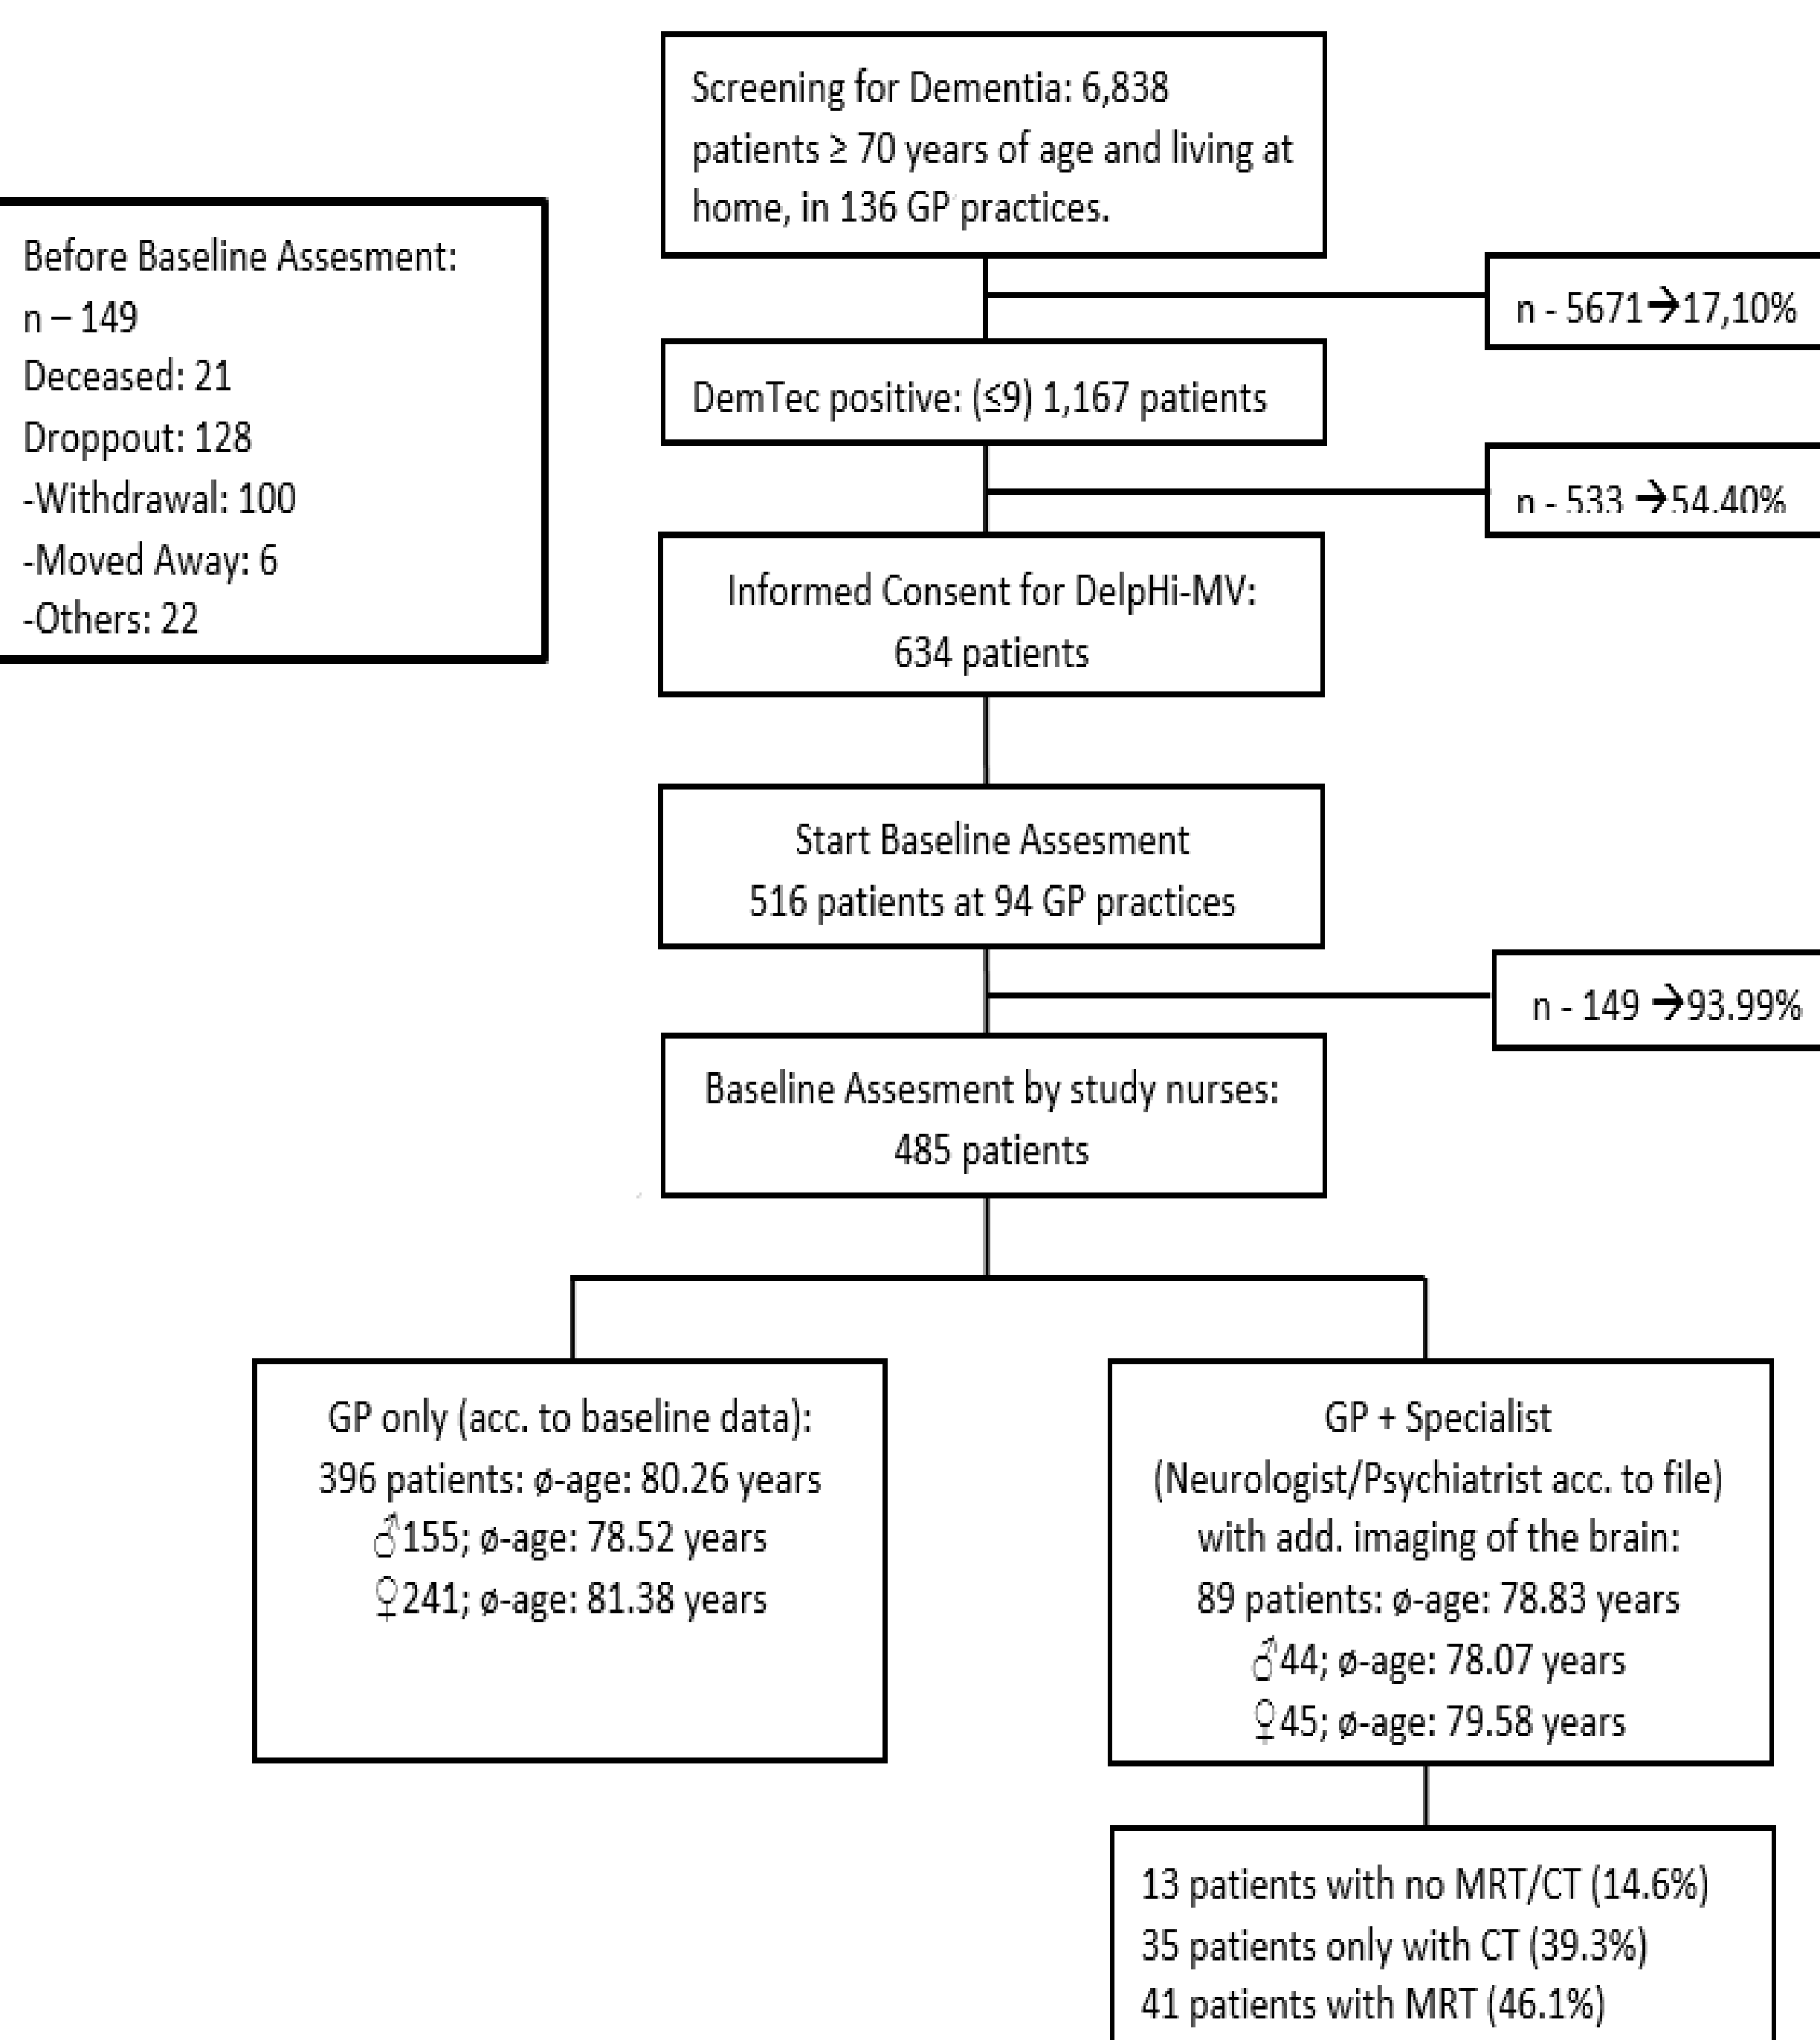 Screening for Dementia: 6,838
patients ≥ 70 years of age and living at
home, in 136 GP practices.
Before Baseline Assesment:
n – 149
Deceased: 21
Droppout: 128
-Withdrawal: 100
-Moved Away: 6
-Others: 22
n - 5671→17,10%
DemTec positive: (≤9) 1,167 patients
n - 533 →54.40%
Informed Consent for DelpHi-MV:
634 patients
Start Baseline Assesment
516 patients at 94 GP practices
n - 149 →93.99%
Baseline Assesment by study nurses:
485 patients
GP only (acc. to baseline data):
396 patients: ø-age: 80.26 years
♂155; ø-age: 78.52 years
♀241; ø-age: 81.38 years
GP + Specialist
(Neurologist/Psychiatrist acc. to file)
with add. imaging of the brain:
89 patients: ø-age: 78.83 years
♂44; ø-age: 78.07 years
♀45; ø-age: 79.58 years
13 patients with no MRT/CT (14.6%)
35 patients only with CT (39.3%)
41 patients with MRT (46.1%)